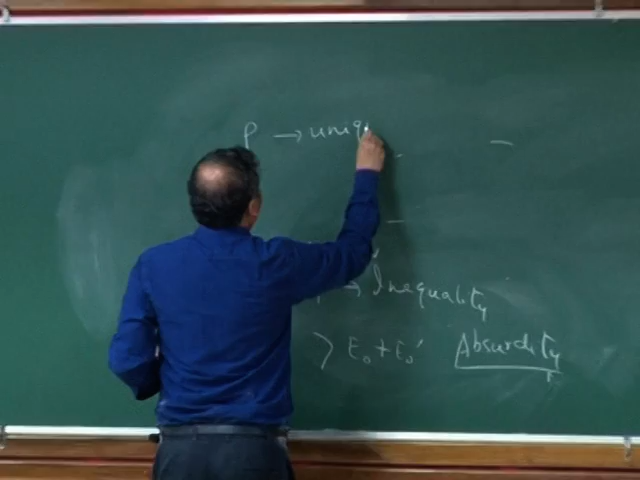 ρ → uniq
→ Inequality
> E₀ + E₀′ Absurdity